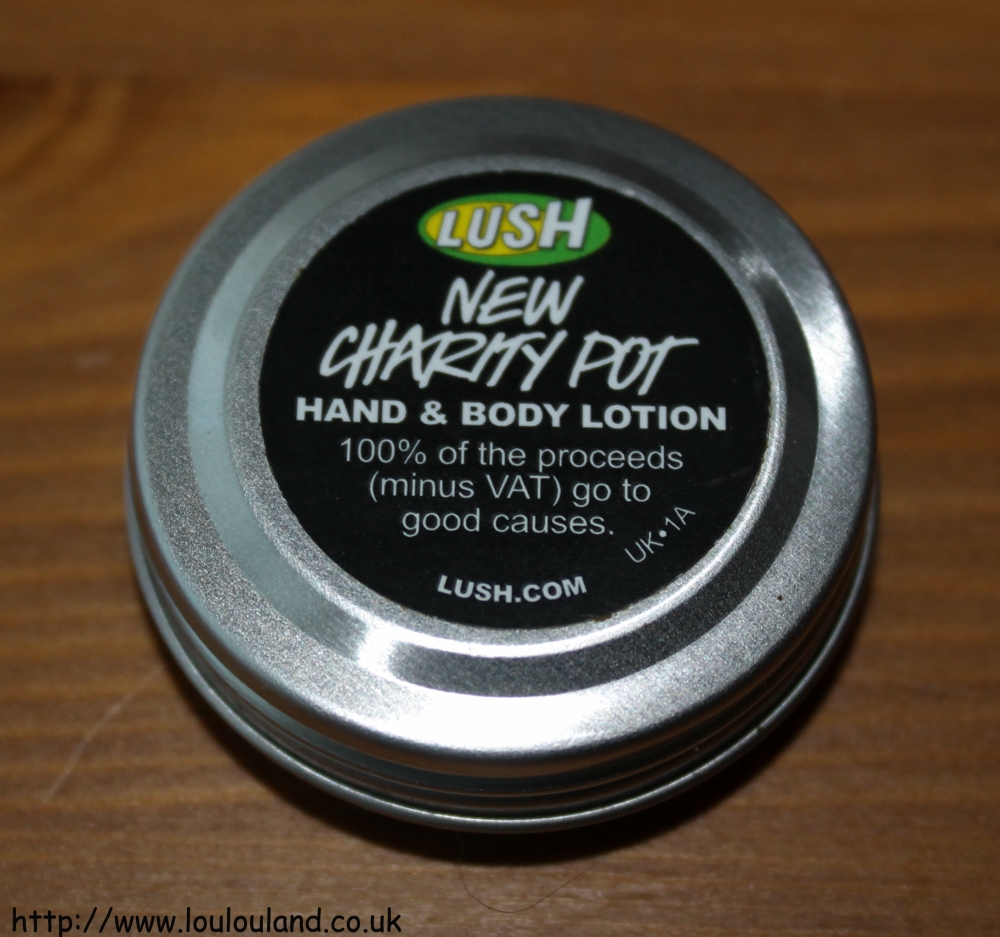 LUSH
NEW
CHARITY POT
HAND & BODY LOTION
100% of the proceeds
(minus VAT) go to
good causes.
UK•1A
LUSH.COM
http://www.loulouland.co.uk